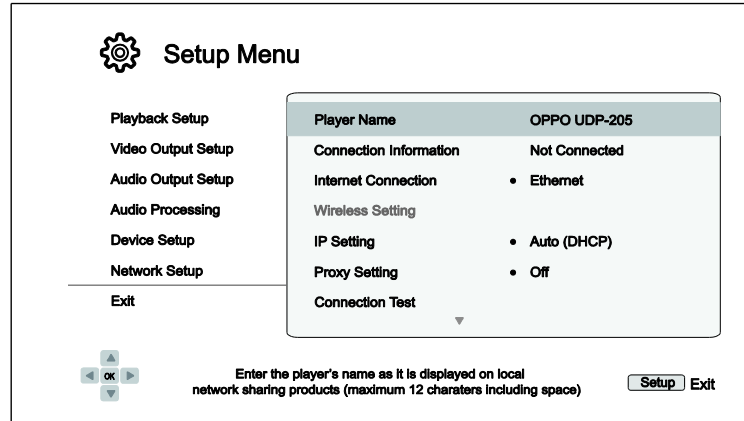 Setup Menu
Playback Setup
Video Output Setup
Audio Output Setup
Audio Processing
Device Setup
Network Setup
Exit
Player Name OPPO UDP-205
Connection Information Not Connected
Internet Connection • Ethernet
Wireless Setting
IP Setting • Auto (DHCP)
Proxy Setting • Off
Connection Test
OK
Enter the player's name as it is displayed on local
network sharing products (maximum 12 charaters including space)
Setup Exit